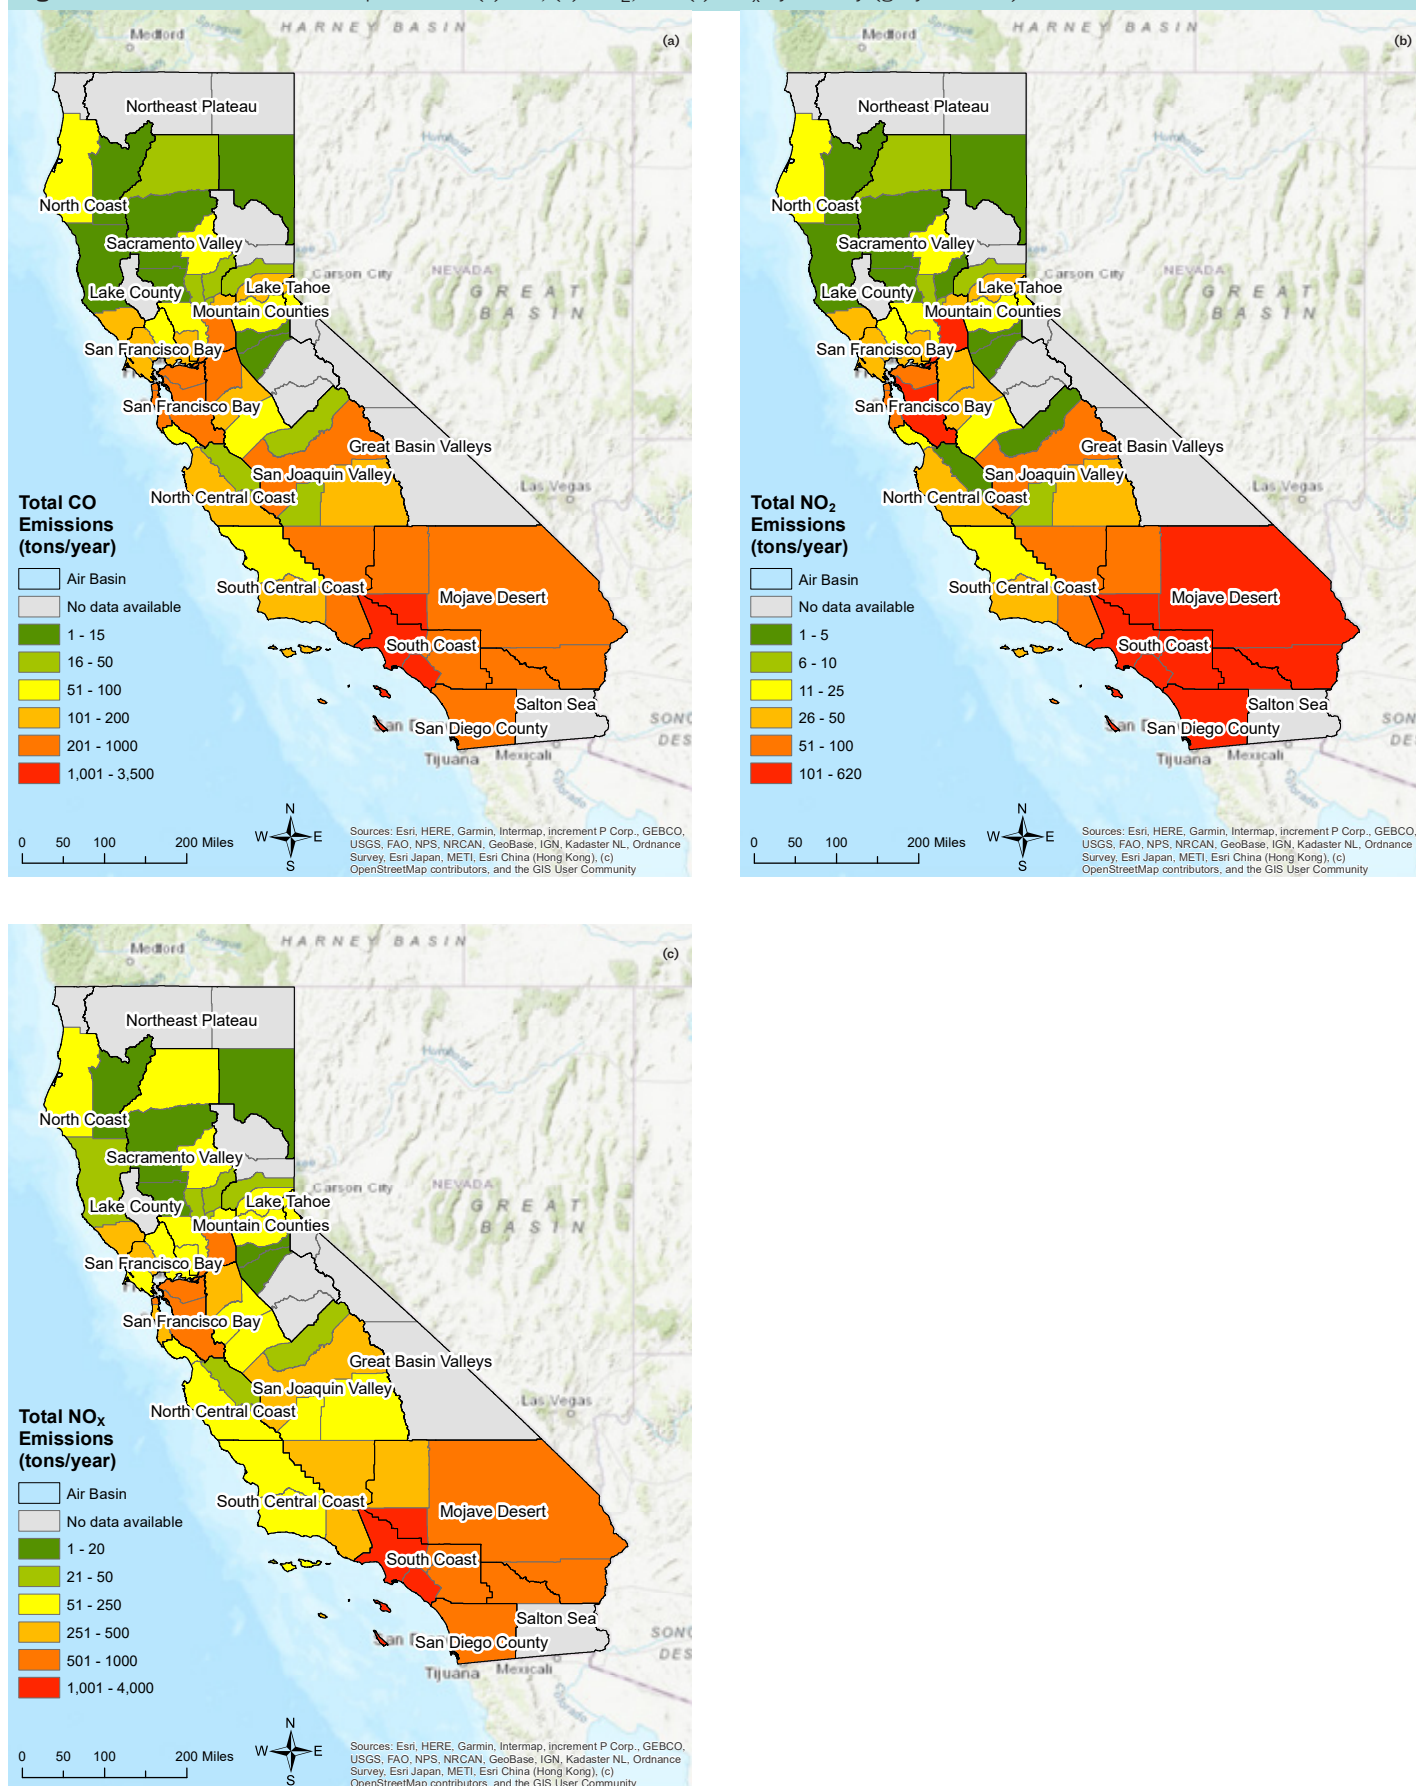 (a)
Medford
HARNEY BASIN
Northeast Plateau
North Coast
Sacramento Valley
Carson City
NEVADA
GREAT
BASIN
Lake County
Lake Tahoe
Mountain Counties
San Francisco Bay
San Francisco Bay
Great Basin Valleys
San Joaquin Valley
Las Vegas
North Central Coast
Total CO
Emissions
(tons/year)
Air Basin
No data available
1 - 15
16 - 50
51 - 100
101 - 200
201 - 1000
1,001 - 3,500
South Central Coast
Mojave Desert
South Coast
Salton Sea
San Diego County
Tijuana
Mexicali
N
W E
S
0 50 100 200 Miles
Sources: Esri, HERE, Garmin, Intermap, increment P Corp., GEBCO,
USGS, FAO, NPS, NRCAN, GeoBase, IGN, Kadaster NL, Ordnance
Survey, Esri Japan, METI, Esri China (Hong Kong), (c)
OpenStreetMap contributors, and the GIS User Community
(b)
Medford
HARNEY BASIN
Northeast Plateau
North Coast
Sacramento Valley
Carson City
NEVADA
GREAT
BASIN
Lake County
Lake Tahoe
Mountain Counties
San Francisco Bay
San Francisco Bay
Great Basin Valleys
San Joaquin Valley
Las Vegas
North Central Coast
Total NO₂
Emissions
(tons/year)
Air Basin
No data available
1 - 5
6 - 10
11 - 25
26 - 50
51 - 100
101 - 620
South Central Coast
Mojave Desert
South Coast
Salton Sea
San Diego County
Tijuana
Mexicali
N
W E
S
0 50 100 200 Miles
Sources: Esri, HERE, Garmin, Intermap, increment P Corp., GEBCO,
USGS, FAO, NPS, NRCAN, GeoBase, IGN, Kadaster NL, Ordnance
Survey, Esri Japan, METI, Esri China (Hong Kong), (c)
OpenStreetMap contributors, and the GIS User Community
(c)
Medford
HARNEY BASIN
Northeast Plateau
North Coast
Sacramento Valley
Carson City
NEVADA
GREAT
BASIN
Lake County
Lake Tahoe
Mountain Counties
San Francisco Bay
San Francisco Bay
Great Basin Valleys
San Joaquin Valley
Las Vegas
North Central Coast
Total NOₓ
Emissions
(tons/year)
Air Basin
No data available
1 - 20
21 - 50
51 - 250
251 - 500
501 - 1000
1,001 - 4,000
South Central Coast
Mojave Desert
South Coast
Salton Sea
San Diego County
Tijuana
Mexicali
N
W E
S
0 50 100 200 Miles
Sources: Esri, HERE, Garmin, Intermap, increment P Corp., GEBCO,
USGS, FAO, NPS, NRCAN, GeoBase, IGN, Kadaster NL, Ordnance
Survey, Esri Japan, METI, Esri China (Hong Kong), (c)
OpenStreetMap contributors, and the GIS User Community